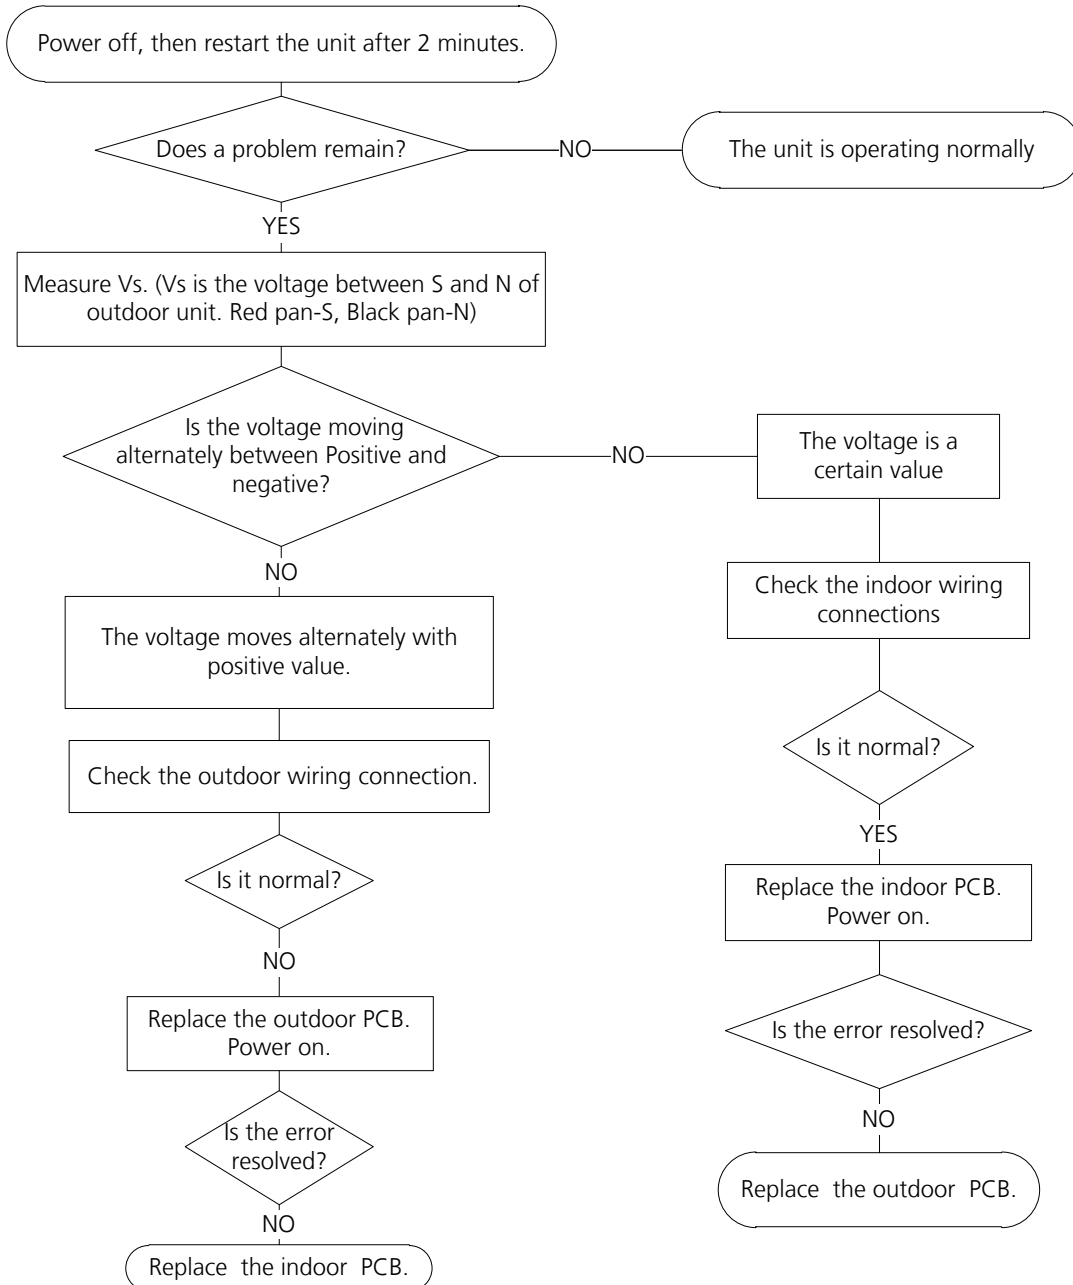 Power off, then restart the unit after 2 minutes.
Does a problem remain?
NO
The unit is operating normally
YES
Measure Vs. (Vs is the voltage between S and N of
outdoor unit. Red pan-S, Black pan-N)
Is the voltage moving
alternately between Positive and
negative?
NO
The voltage is a
certain value
NO
The voltage moves alternately with
positive value.
Check the outdoor wiring connection.
Is it normal?
NO
Replace the outdoor PCB.
Power on.
Is the error
resolved?
NO
Replace the indoor PCB.
Check the indoor wiring
connections
Is it normal?
YES
Replace the indoor PCB.
Power on.
Is the error resolved?
NO
Replace the outdoor PCB.